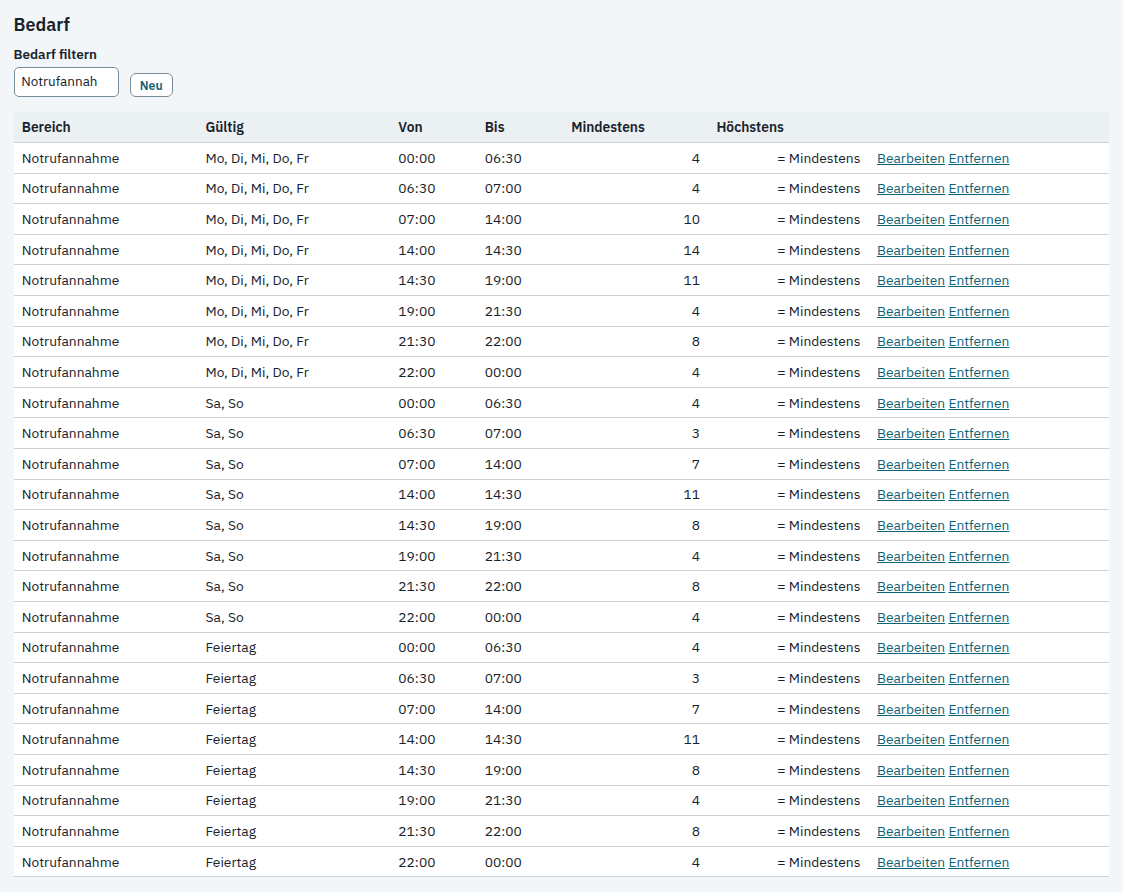 Bedarf
Bedarf filtern
Notrufannah Neu
Bereich Gültig Von Bis Mindestens Höchstens
Notrufannahme Mo, Di, Mi, Do, Fr 00:00 06:30 4 = Mindestens Bearbeiten Entfernen
Notrufannahme Mo, Di, Mi, Do, Fr 06:30 07:00 4 = Mindestens Bearbeiten Entfernen
Notrufannahme Mo, Di, Mi, Do, Fr 07:00 14:00 10 = Mindestens Bearbeiten Entfernen
Notrufannahme Mo, Di, Mi, Do, Fr 14:00 14:30 14 = Mindestens Bearbeiten Entfernen
Notrufannahme Mo, Di, Mi, Do, Fr 14:30 19:00 11 = Mindestens Bearbeiten Entfernen
Notrufannahme Mo, Di, Mi, Do, Fr 19:00 21:30 4 = Mindestens Bearbeiten Entfernen
Notrufannahme Mo, Di, Mi, Do, Fr 21:30 22:00 8 = Mindestens Bearbeiten Entfernen
Notrufannahme Mo, Di, Mi, Do, Fr 22:00 00:00 4 = Mindestens Bearbeiten Entfernen
Notrufannahme Sa, So 00:00 06:30 4 = Mindestens Bearbeiten Entfernen
Notrufannahme Sa, So 06:30 07:00 3 = Mindestens Bearbeiten Entfernen
Notrufannahme Sa, So 07:00 14:00 7 = Mindestens Bearbeiten Entfernen
Notrufannahme Sa, So 14:00 14:30 11 = Mindestens Bearbeiten Entfernen
Notrufannahme Sa, So 14:30 19:00 8 = Mindestens Bearbeiten Entfernen
Notrufannahme Sa, So 19:00 21:30 4 = Mindestens Bearbeiten Entfernen
Notrufannahme Sa, So 21:30 22:00 8 = Mindestens Bearbeiten Entfernen
Notrufannahme Sa, So 22:00 00:00 4 = Mindestens Bearbeiten Entfernen
Notrufannahme Feiertag 00:00 06:30 4 = Mindestens Bearbeiten Entfernen
Notrufannahme Feiertag 06:30 07:00 3 = Mindestens Bearbeiten Entfernen
Notrufannahme Feiertag 07:00 14:00 7 = Mindestens Bearbeiten Entfernen
Notrufannahme Feiertag 14:00 14:30 11 = Mindestens Bearbeiten Entfernen
Notrufannahme Feiertag 14:30 19:00 8 = Mindestens Bearbeiten Entfernen
Notrufannahme Feiertag 19:00 21:30 4 = Mindestens Bearbeiten Entfernen
Notrufannahme Feiertag 21:30 22:00 8 = Mindestens Bearbeiten Entfernen
Notrufannahme Feiertag 22:00 00:00 4 = Mindestens Bearbeiten Entfernen